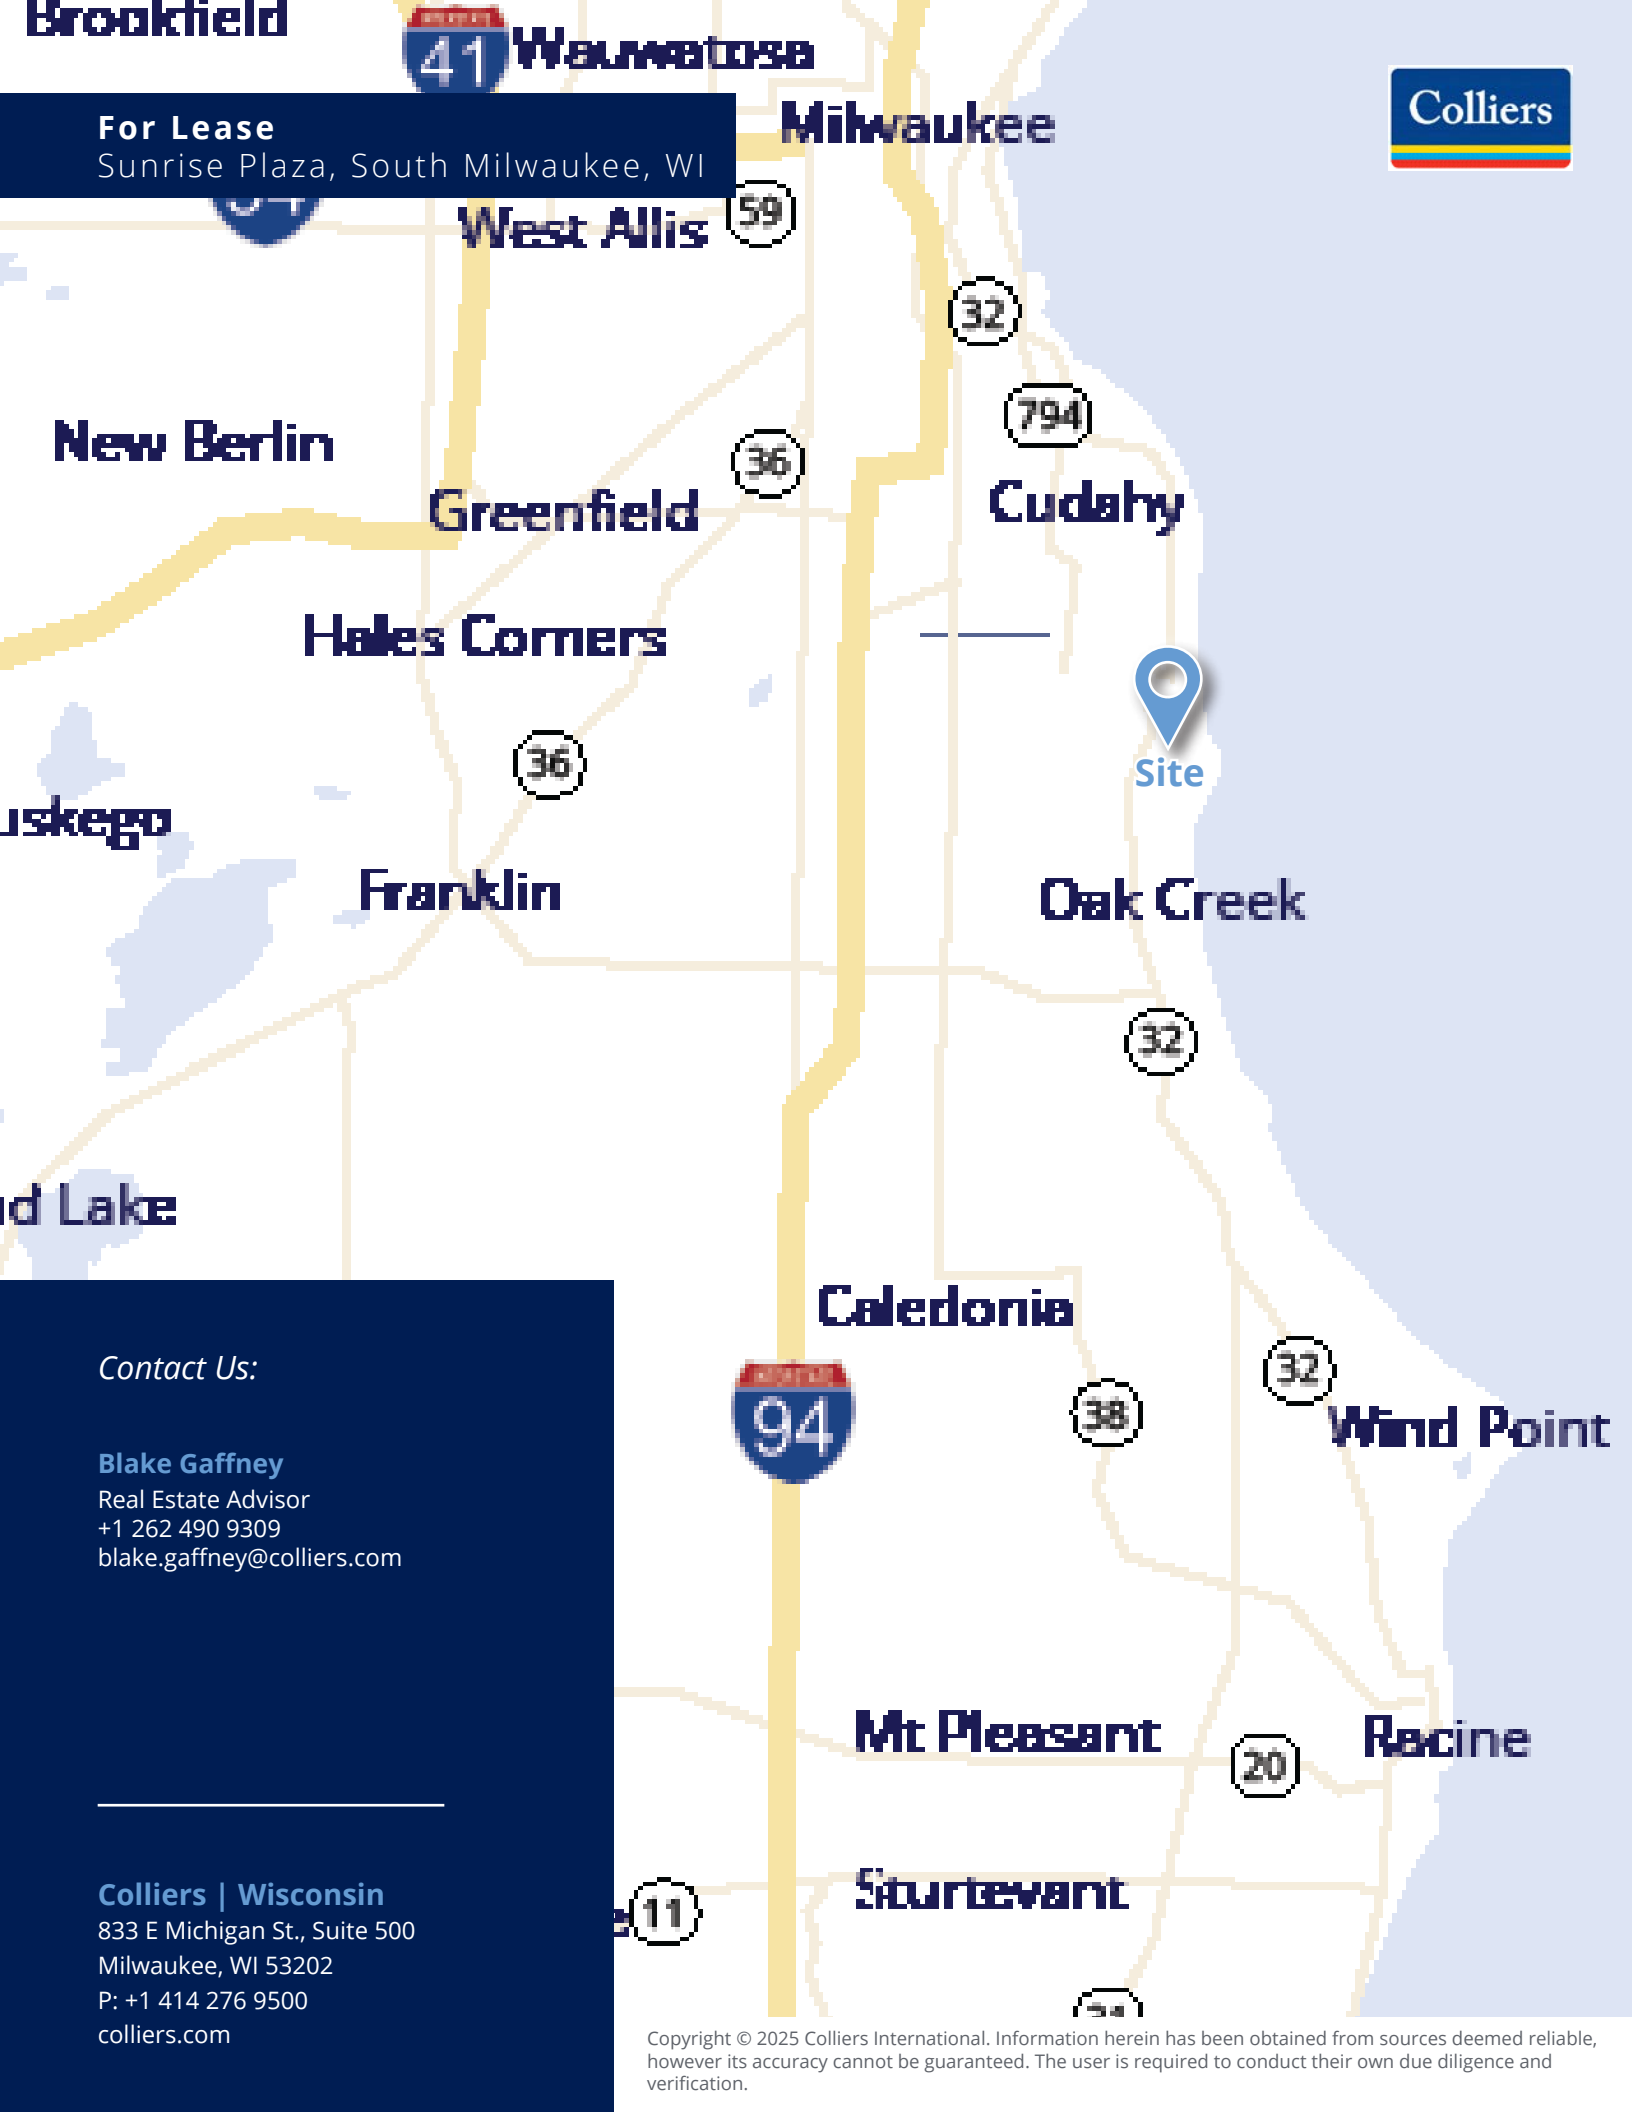 Brookfield
41
Wauwatosa
For Lease
Sunrise Plaza, South Milwaukee, WI
Milwaukee
Colliers
West Allis
59
32
794
New Berlin
36
Greenfield
Cudahy
Hales Corners
Site
36
uskego
Franklin
Oak Creek
32
d Lake
Caledonia
Contact Us:
94
38
32
Wind Point
Blake Gaffney
Real Estate Advisor
+1 262 490 9309
blake.gaffney@colliers.com
Mt Pleasant
Racine
20
Colliers | Wisconsin
833 E Michigan St., Suite 500
Milwaukee, WI 53202
P: +1 414 276 9500
colliers.com
11
Sturtevant
Copyright © 2025 Colliers International. Information herein has been obtained from sources deemed reliable,
however its accuracy cannot be guaranteed. The user is required to conduct their own due diligence and
verification.